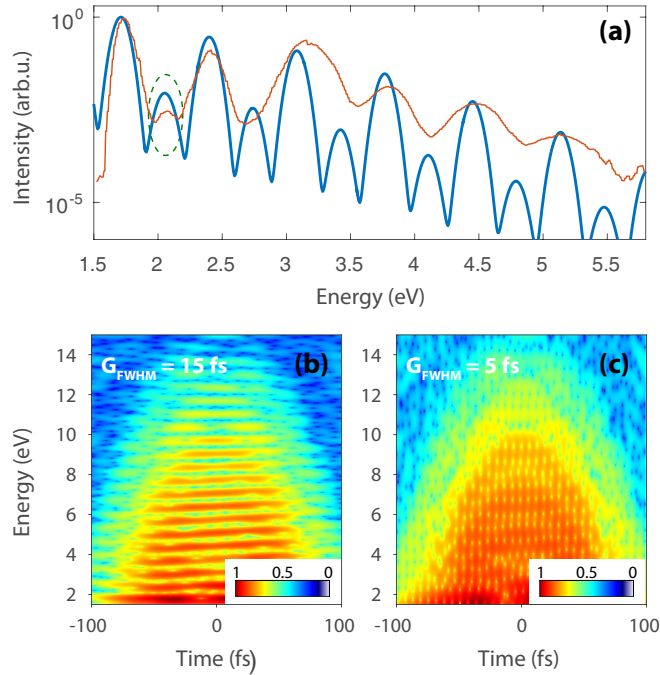 (a)
Intensity (arb.u.)
10⁰
10⁻⁵
1.5 2 2.5 3 3.5 4 4.5 5 5.5
Energy (eV)
G_FWHM = 15 fs (b)
G_FWHM = 5 fs (c)
Energy (eV)
14
12
10
8
6
4
2
14
12
10
8
6
4
2
1 0.5 0
1 0.5 0
-100 0 100
-100 0 100
Time (fs)
Time (fs)